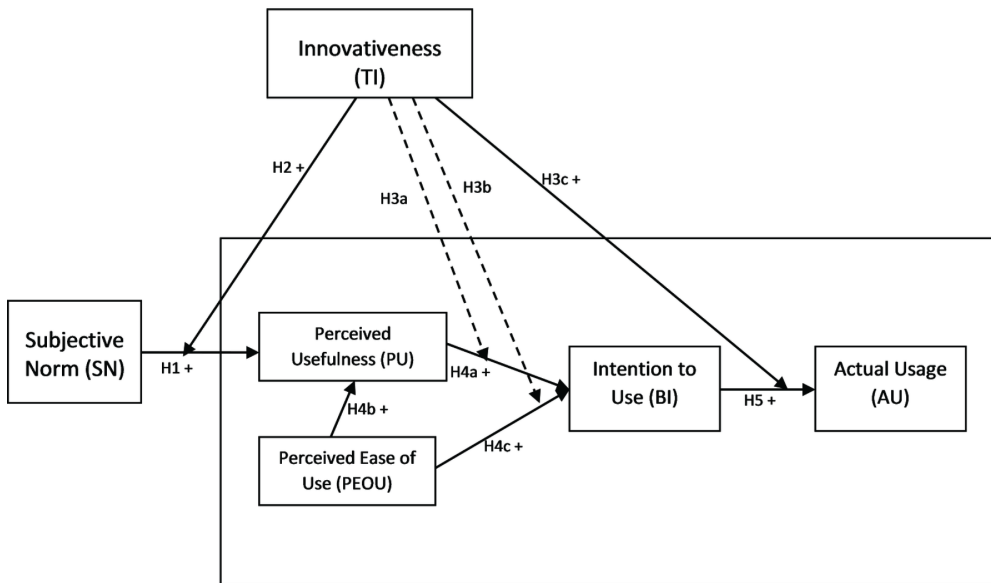 Innovativeness
(TI)
H2 +
H3a
H3b
H3c +
Subjective
Norm (SN)
H1 +
Perceived
Usefulness (PU)
H4a +
H4b +
Perceived Ease of
Use (PEOU)
H4c +
Intention to
Use (BI)
H5 +
Actual Usage
(AU)